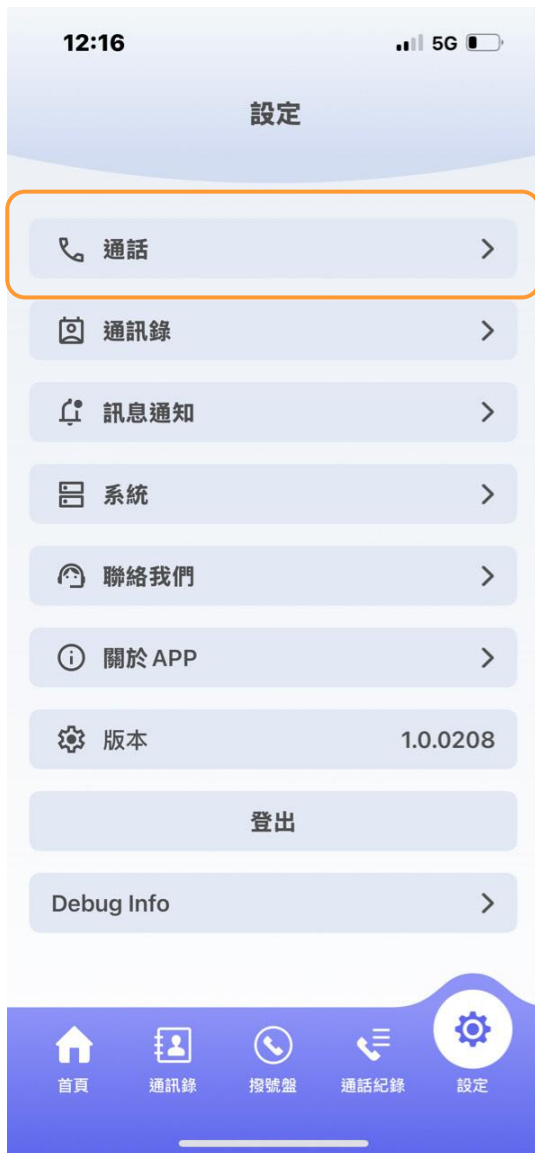 12:16 5G
設定
通話
通訊錄
訊息通知
系統
聯絡我們
關於 APP
版本 1.0.0208
登出
Debug Info
首頁 通訊錄 撥號盤 通話紀錄 設定